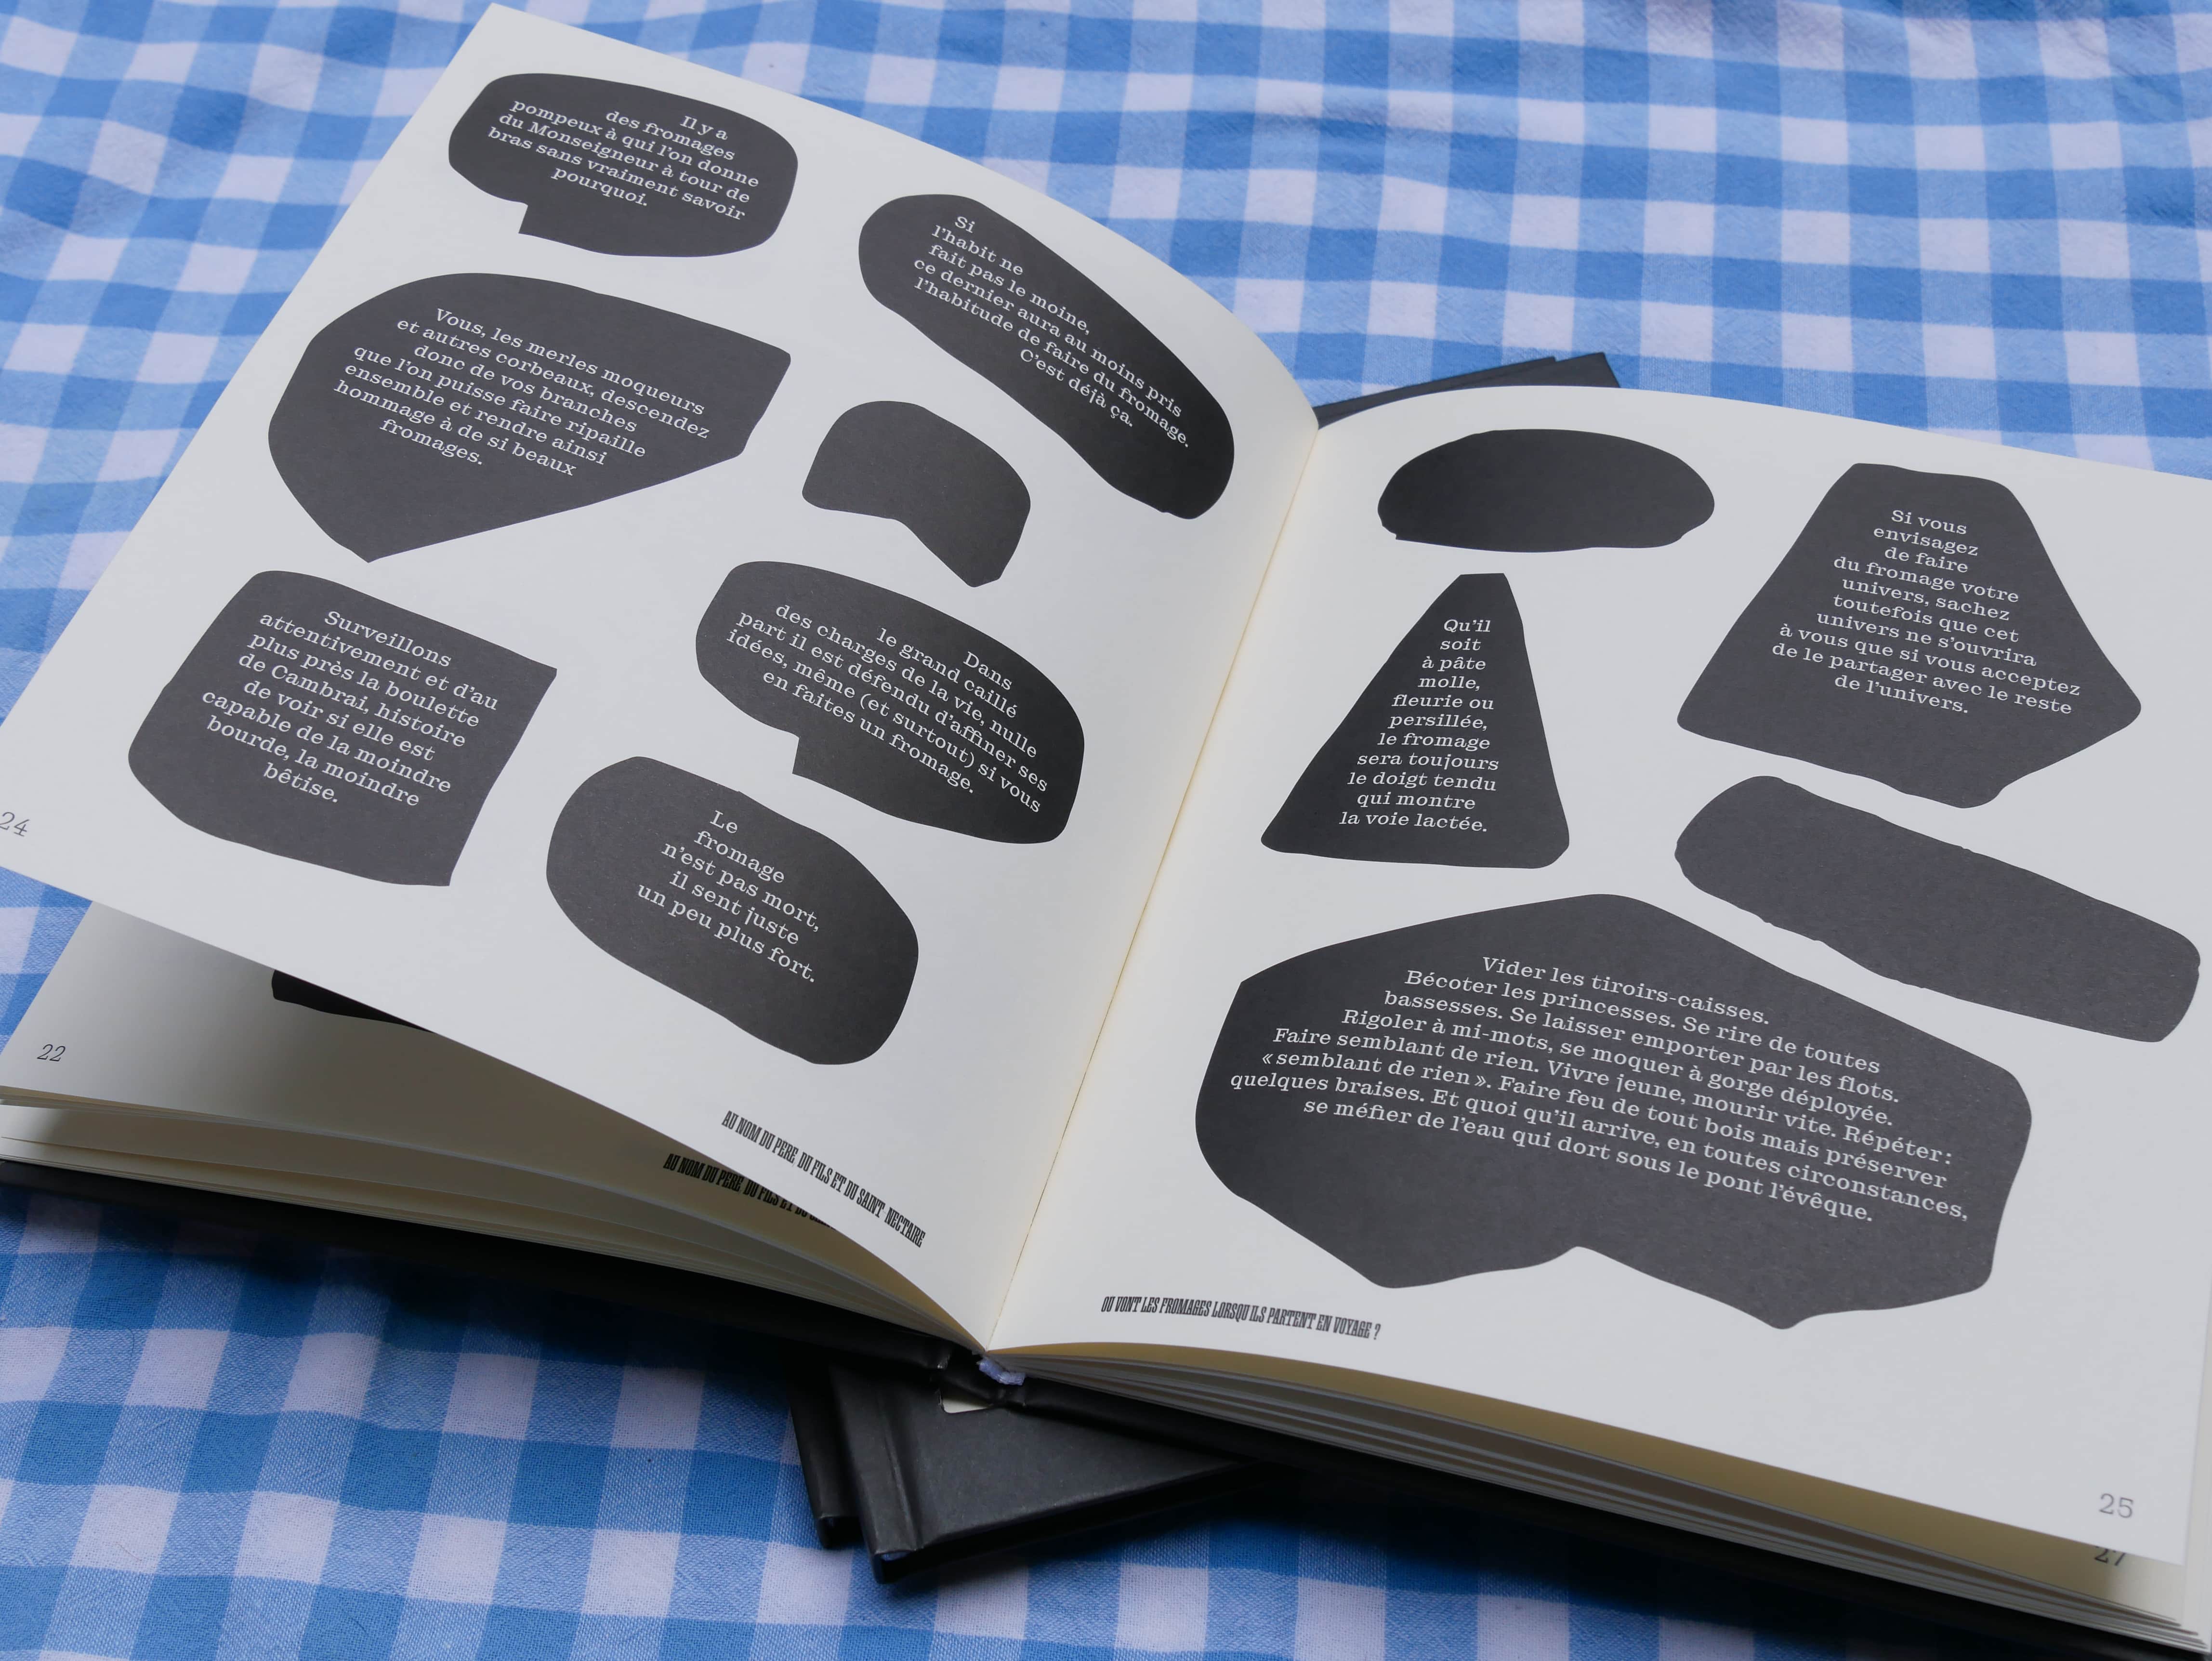 Il y a
des fromages
pompeux à qui l'on donne
du Monseigneur à tour de
bras sans vraiment savoir
pourquoi.
Si
l'habit ne
fait pas le moine,
ce dernier aura au moins pris
l'habitude de faire du fromage.
C'est déjà ça.
Vous, les merles moqueurs
et autres corbeaux, descendez
donc de vos branches
que l'on puisse faire ripaille
ensemble et rendre ainsi
hommage à de si beaux
fromages.
Surveillons
attentivement et d'au
plus près la boulette
de Cambrai, histoire
de voir si elle est
capable de la moindre
bourde, la moindre
bêtise.
Dans
le grand caillé
des charges de la vie, nulle
part il est défendu d'affiner ses
idées, même (et surtout) si vous
en faites un fromage.
Le
fromage
n'est pas mort,
il sent juste
un peu plus fort.
24
AU NOM DU PERE, DU FILS ET DU SAINT NECTAIRE
22
AU NOM DU PERE, DU FILS ET DU
Si vous
envisagez
de faire
du fromage votre
univers, sachez
toutefois que cet
univers ne s'ouvrira
à vous que si vous acceptez
de le partager avec le reste
de l'univers.
Qu'il
soit
à pâte
molle,
fleurie ou
persillée,
le fromage
sera toujours
le doigt tendu
qui montre
la voie lactée.
Vider les tiroirs-caisses.
Bécoter les princesses. Se rire de toutes
bassesses. Se laisser emporter par les flots.
Rigoler à mi-mots, se moquer à gorge déployée.
Faire semblant de rien. Vivre jeune, mourir vite. Répéter :
« semblant de rien ». Faire feu de tout bois mais préserver
quelques braises. Et quoi qu'il arrive, en toutes circonstances,
se méfier de l'eau qui dort sous le pont l'évêque.
OU VONT LES FROMAGES LORSQU'ILS PARTENT EN VOYAGE ?
25
27